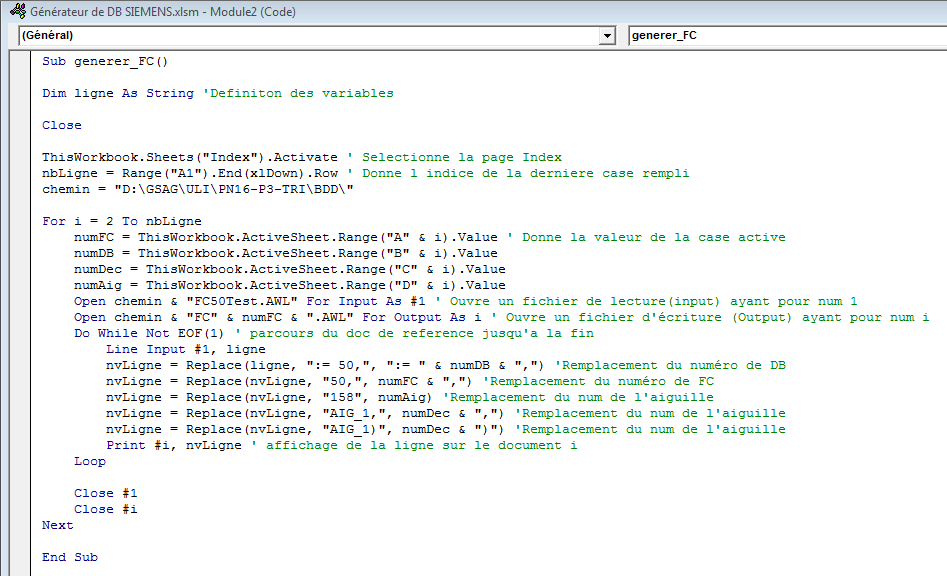 Générateur de DB SIEMENS.xlsm - Module2 (Code)
(Général) generer_FC
Sub generer_FC()
Dim ligne As String 'Definiton des variables
Close
ThisWorkbook.Sheets("Index").Activate ' Selectionne la page Index
nbLigne = Range("A1").End(xlDown).Row ' Donne l indice de la derniere case rempli
chemin = "D:\GSAG\ULI\PN16-P3-TRI\BDD\"
For i = 2 To nbLigne
numFC = ThisWorkbook.ActiveSheet.Range("A" & i).Value ' Donne la valeur de la case active
numDB = ThisWorkbook.ActiveSheet.Range("B" & i).Value
numDec = ThisWorkbook.ActiveSheet.Range("C" & i).Value
numAig = ThisWorkbook.ActiveSheet.Range("D" & i).Value
Open chemin & "FC50Test.AWL" For Input As #1 ' Ouvre un fichier de lecture(input) ayant pour num 1
Open chemin & "FC" & numFC & ".AWL" For Output As i ' Ouvre un fichier d'écriture (Output) ayant pour num i
Do While Not EOF(1) ' parcours du doc de reference jusqu'a la fin
Line Input #1, ligne
nvLigne = Replace(ligne, ":= 50,", ":= " & numDB & ",") 'Remplacement du numéro de DB
nvLigne = Replace(nvLigne, "50,", numFC & ",") 'Remplacement du numéro de FC
nvLigne = Replace(nvLigne, "158", numAig) 'Remplacement du num de l'aiguille
nvLigne = Replace(nvLigne, "AIG_1,", numDec & ",") 'Remplacement du num de l'aiguille
nvLigne = Replace(nvLigne, "AIG_1)", numDec & ")") 'Remplacement du num de l'aiguille
Print #i, nvLigne ' affichage de la ligne sur le document i
Loop
Close #1
Close #i
Next
End Sub